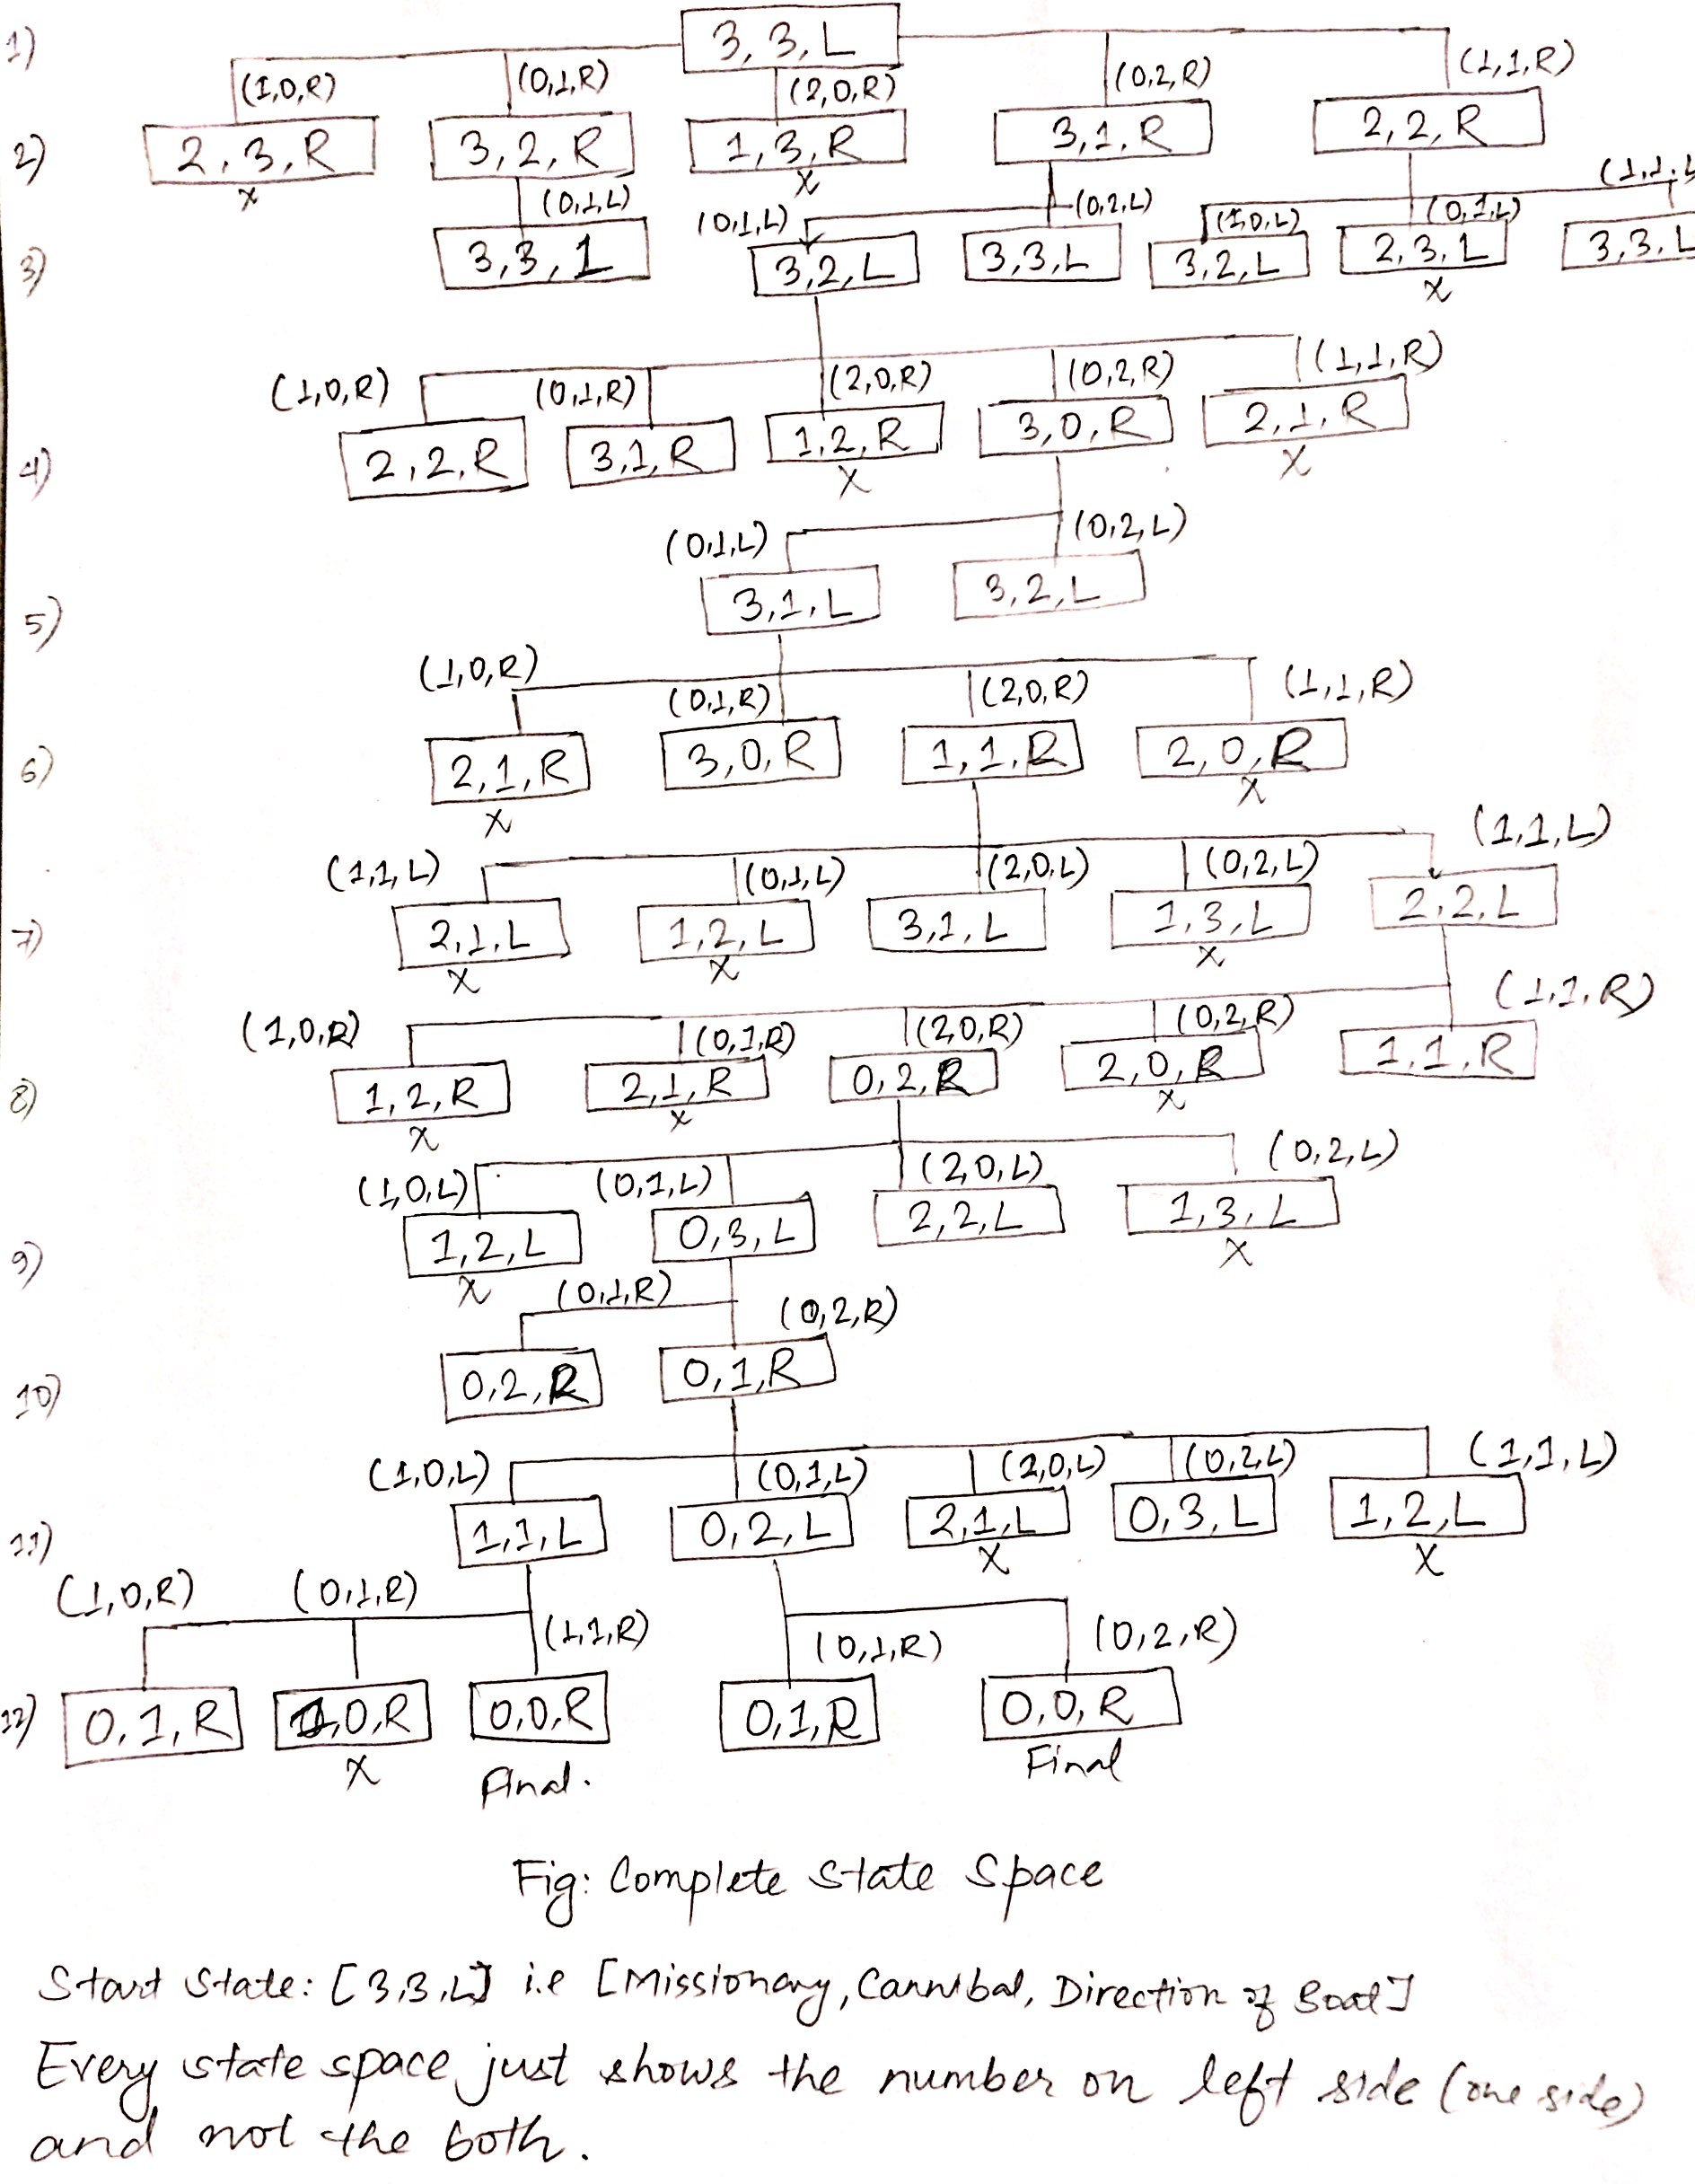 1)
3,3,L
(1,0,R) (0,1,R) (2,0,R) (0,2,R) (1,1,R)
2)
2,3,R 3,2,R 1,3,R 3,1,R 2,2,R
x x
(0,1,L) (0,1,L) (0,2,L) (1,0,L) (0,1,L) (1,1,L
3)
3,3,1 3,2,L 3,3,L 3,2,L 2,3,L 3,3,L
x
(1,0,R) (0,1,R) (2,0,R) (0,2,R) (1,1,R)
4)
2,2,R 3,1,R 1,2,R 3,0,R 2,1,R
x x
(0,1,L) (0,2,L)
5)
3,1,L 3,2,L
(1,0,R) (0,1,R) (2,0,R) (1,1,R)
6)
2,1,R 3,0,R 1,1,R 2,0,R
x x
(1,1,L) (0,1,L) (2,0,L) (0,2,L) (1,1,L)
7)
2,1,L 1,2,L 3,1,L 1,3,L 2,2,L
x x x
(1,0,R) (0,1,R) (2,0,R) (0,2,R) (1,1,R)
8)
1,2,R 2,1,R 0,2,R 2,0,R 1,1,R
x x x
(1,0,L) (0,1,L) (2,0,L) (0,2,L)
9)
1,2,L 0,3,L 2,2,L 1,3,L
x x
(0,1,R) (0,2,R)
10)
0,2,R 0,1,R
(1,0,L) (0,1,L) (2,0,L) (0,2,L) (1,1,L)
11)
1,1,L 0,2,L 2,1,L 0,3,L 1,2,L
x x
(1,0,R) (0,1,R) (1,1,R) (0,1,R) (0,2,R)
12)
0,1,R 1,0,R 0,0,R 0,1,R 0,0,R
x Final. Final
Fig: Complete State Space
Start State: [3,3,L] i.e [Missionary, Cannibal, Direction of Boat]
Every state space just shows the number on left side (one side)
and not the both.